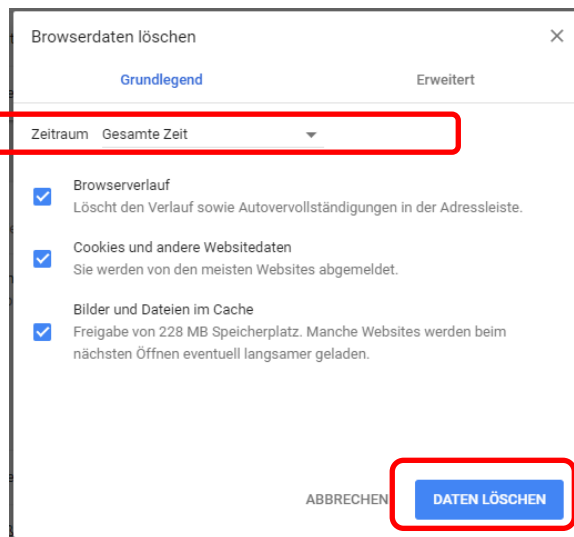 Browserdaten löschen
Grundlegend
Erweitert
Zeitraum Gesamte Zeit
Browserverlauf
Löscht den Verlauf sowie Autovervollständigungen in der Adressleiste.
Cookies und andere Websitedaten
Sie werden von den meisten Websites abgemeldet.
Bilder und Dateien im Cache
Freigabe von 228 MB Speicherplatz. Manche Websites werden beim
nächsten Öffnen eventuell langsamer geladen.
ABBRECHEN
DATEN LÖSCHEN